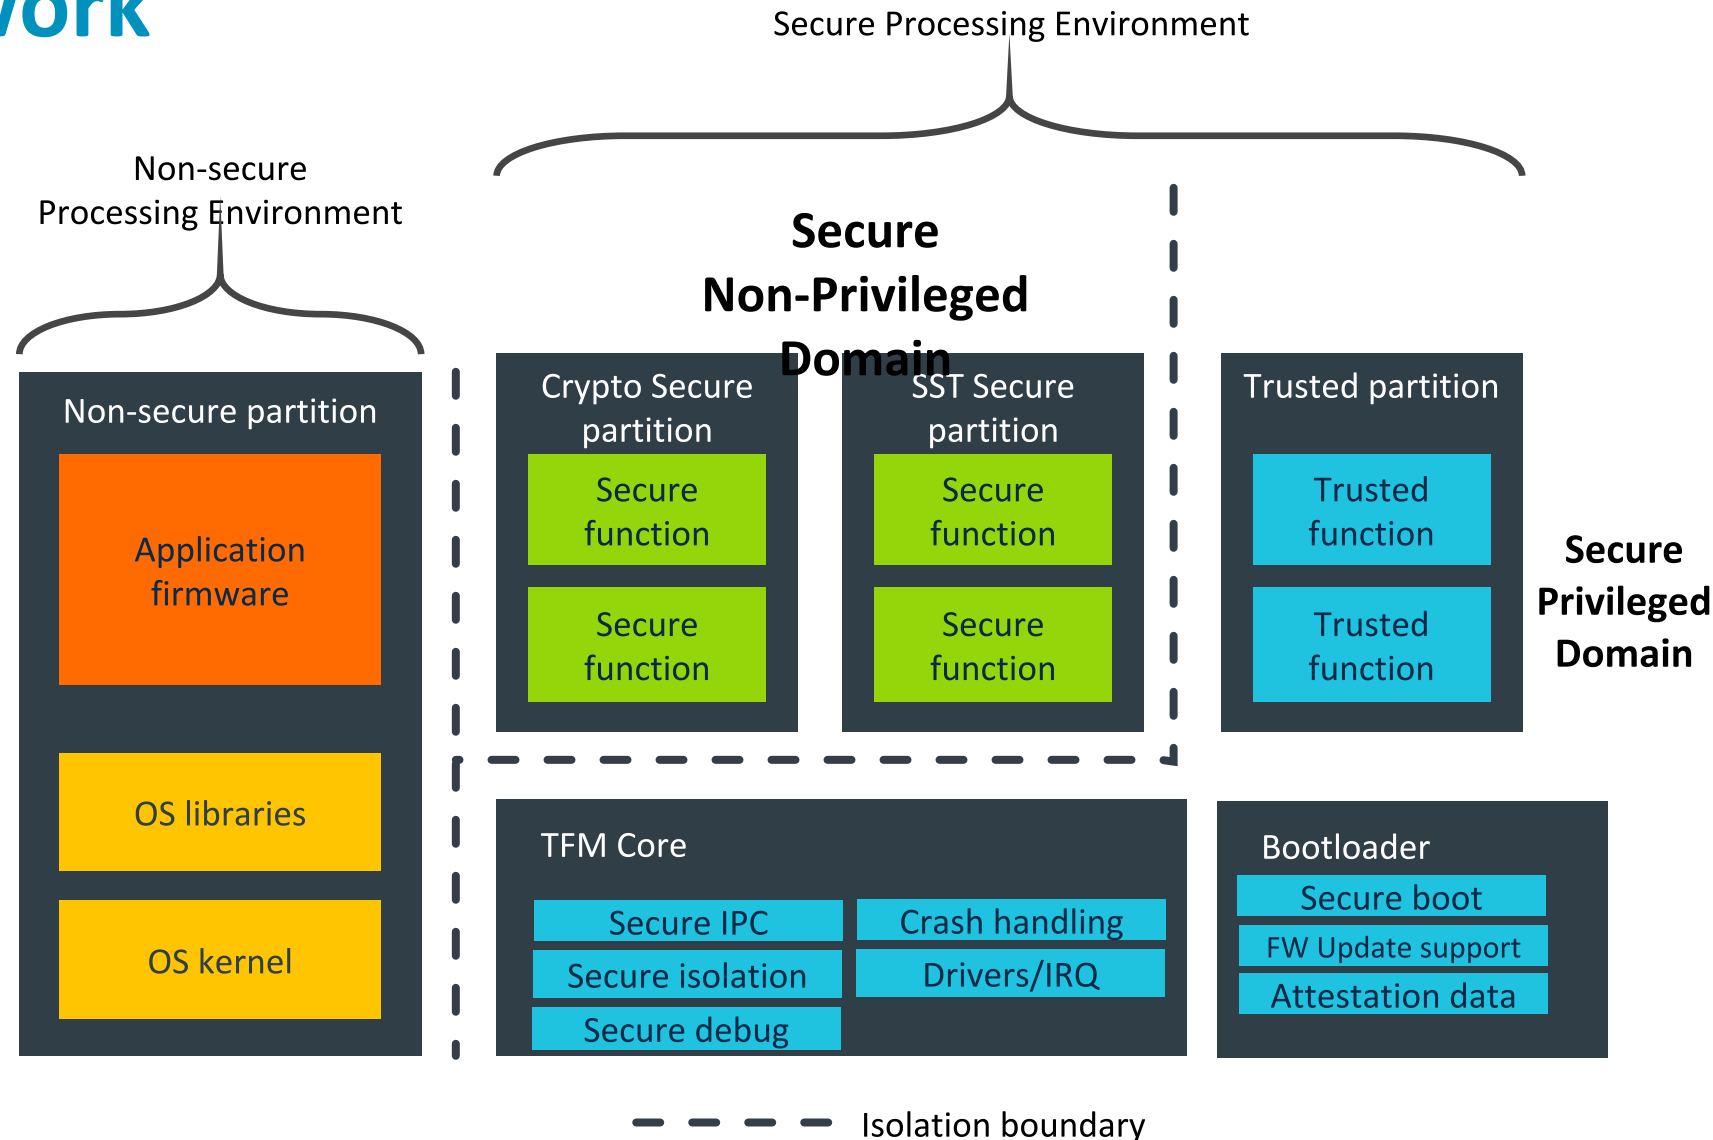 Secure Processing Environment
Non-secure
Processing Environment
Secure
Non-Privileged
Domain
Non-secure partition
Application
firmware
OS libraries
OS kernel
Crypto Secure
partition
Secure
function
Secure
function
SST Secure
partition
Secure
function
Secure
function
Trusted partition
Trusted
function
Trusted
function
Secure
Privileged
Domain
TFM Core
Secure IPC
Secure isolation
Secure debug
Crash handling
Drivers/IRQ
Bootloader
Secure boot
FW Update support
Attestation data
Isolation boundary